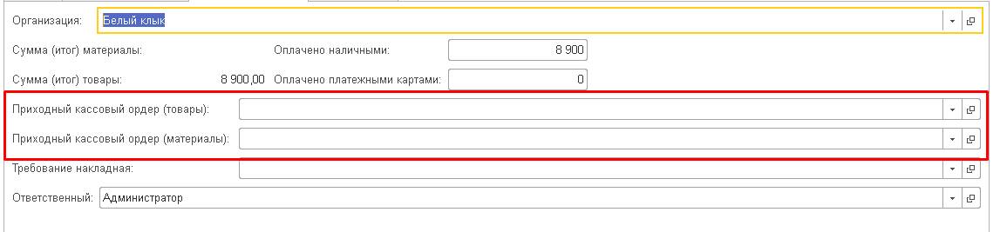 Организация: Белый клык
Сумма (итог) материалы: Оплачено наличными: 8 900
Сумма (итог) товары: 8 900,00 Оплачено платежными картами: 0
Приходный кассовый ордер (товары):
Приходный кассовый ордер (материалы):
Требование накладная:
Ответственный: Администратор